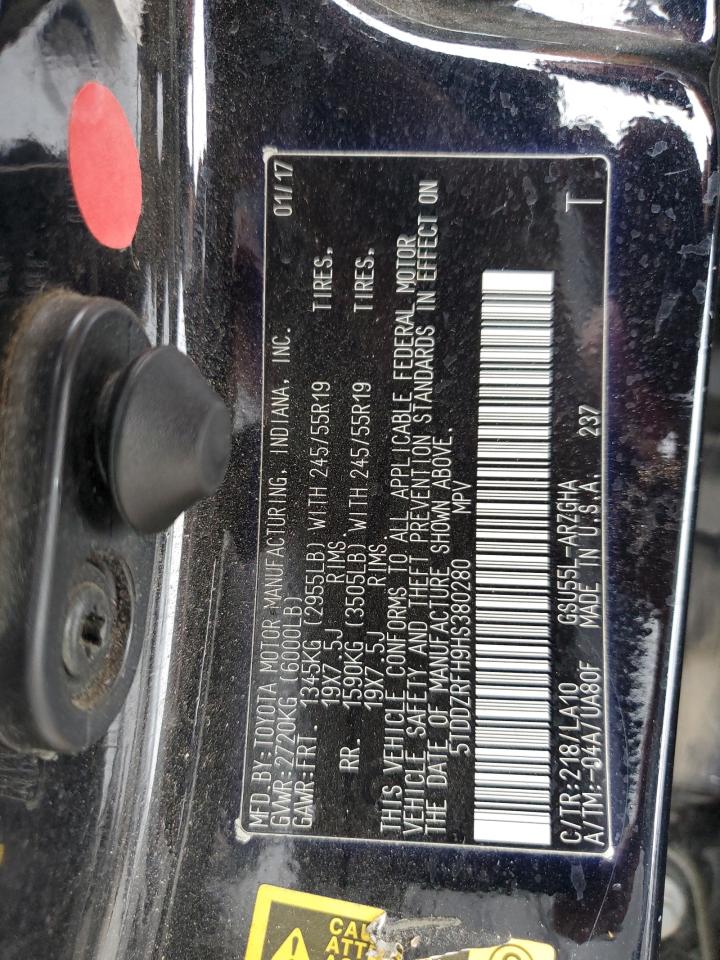 MFD.BY:TOYOTA MOTOR MANUFACTURING, INDIANA, INC. 01/17
GVWR:2720KG (6000LB)
GAWR:FRT. 1345KG (2955LB) WITH 245/55R19 TIRES,
19X7.5J RIMS.
RR. 1590KG (3505LB) WITH 245/55R19 TIRES,
19X7.5J RIMS.
THIS VEHICLE CONFORMS TO ALL APPLICABLE FEDERAL MOTOR
VEHICLE SAFETY AND THEFT PREVENTION STANDARDS IN EFFECT ON
THE DATE OF MANUFACTURE SHOWN ABOVE.
5TDDZRFH9HS380280 MPV
C/TR:218/LA10 GSU55L-ARZGHA
A/TM:-04A/UA80F MADE IN U.S.A. 237 T